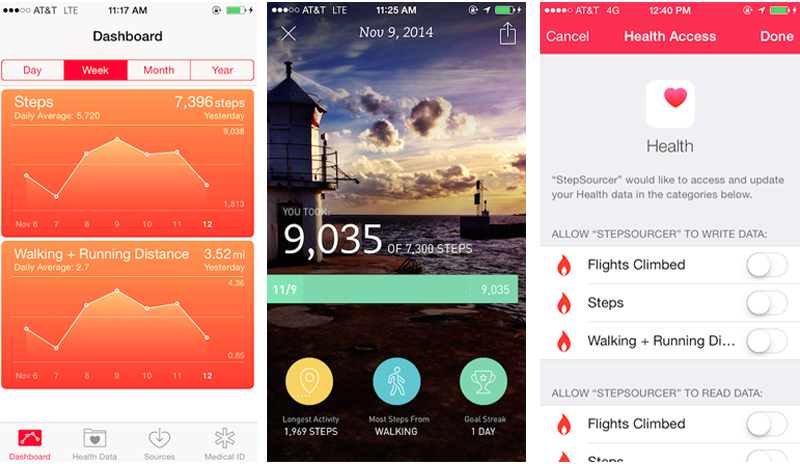 AT&T LTE 11:17 AM
Dashboard
Day Week Month Year
Steps 7,396 steps
Daily Average: 5,720 Yesterday
9,038
1,813
Nov 6 7 8 9 10 11 12
Walking + Running Distance 3.52 mi
Daily Average: 2.7 Yesterday
4.36
0.85
Nov 6 7 8 9 10 11 12
Dashboard Health Data Sources Medical ID
AT&T LTE 11:25 AM
Nov 9, 2014
YOU TOOK:
9,035 OF 7,300 STEPS
11/9 9,035
Longest Activity Most Steps From Goal Streak
1,969 STEPS WALKING 1 DAY
AT&T 4G 12:40 PM
Cancel Health Access Done
Health
“StepSourcer” would like to access and update
your Health data in the categories below.
ALLOW “STEPSOURCER” TO WRITE DATA:
Flights Climbed
Steps
Walking + Running Di...
ALLOW “STEPSOURCER” TO READ DATA:
Flights Climbed
Steps